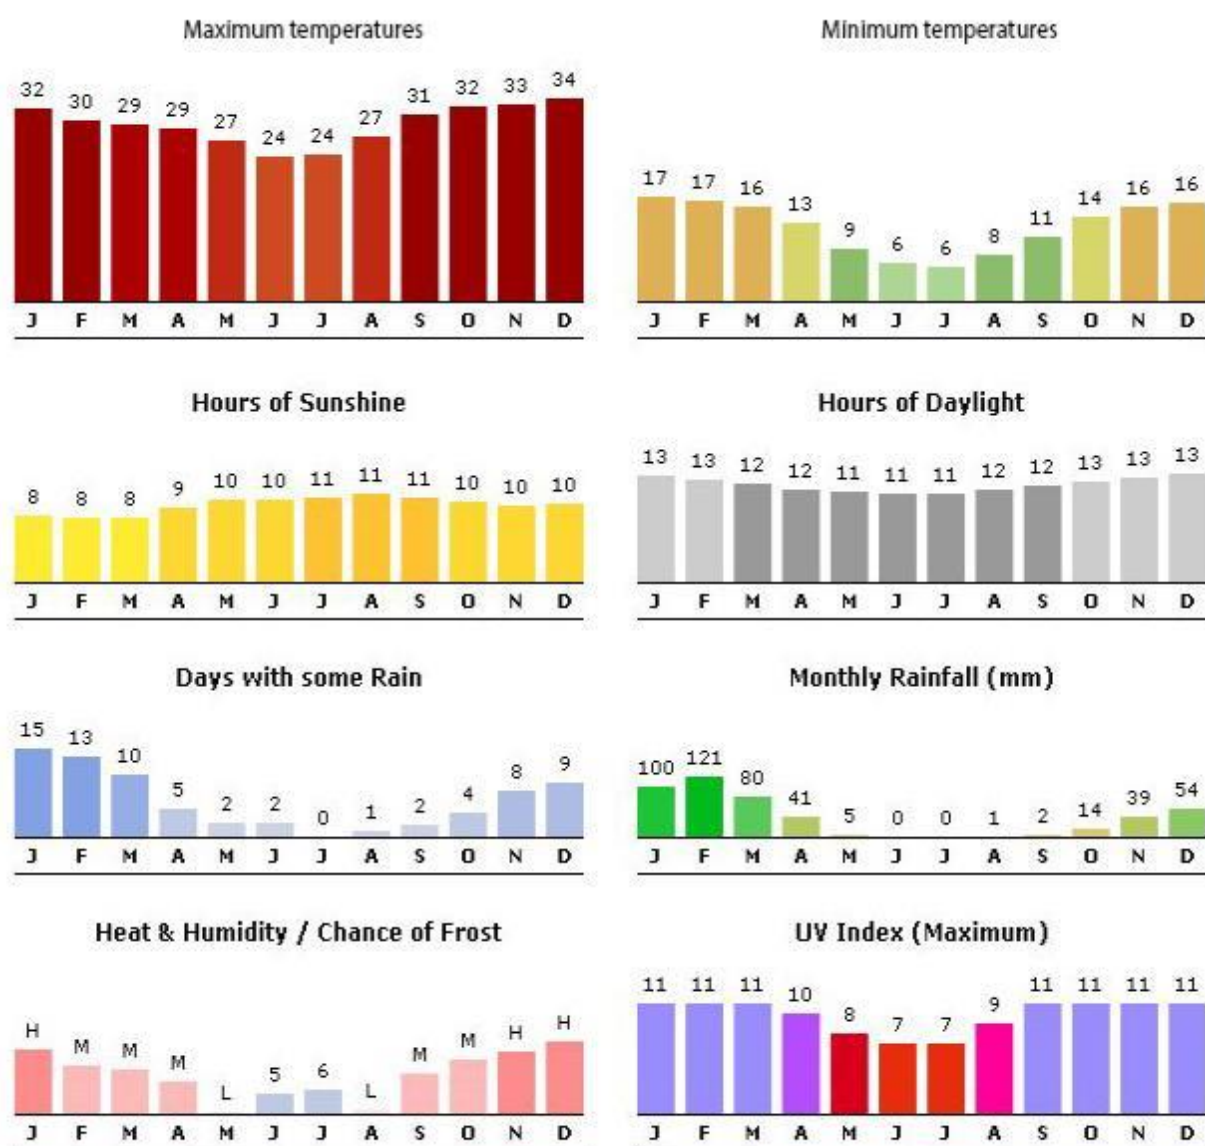 Maximum temperatures
32 30 29 29 27 24 24 27 31 32 33 34
J F M A M J J A S O N D
Minimum temperatures
17 17 16 13 9 6 6 8 11 14 16 16
J F M A M J J A S O N D
Hours of Sunshine
8 8 8 9 10 10 11 11 11 10 10 10
J F M A M J J A S O N D
Hours of Daylight
13 13 12 12 11 11 11 12 12 13 13 13
J F M A M J J A S O N D
Days with some Rain
15 13 10 5 2 2 0 1 2 4 8 9
J F M A M J J A S O N D
Monthly Rainfall (mm)
100 121 80 41 5 0 0 1 2 14 39 54
J F M A M J J A S O N D
Heat & Humidity / Chance of Frost
H M M M L 5 6 L M M H H
J F M A M J J A S O N D
UV Index (Maximum)
11 11 11 10 8 7 7 9 11 11 11 11
J F M A M J J A S O N D